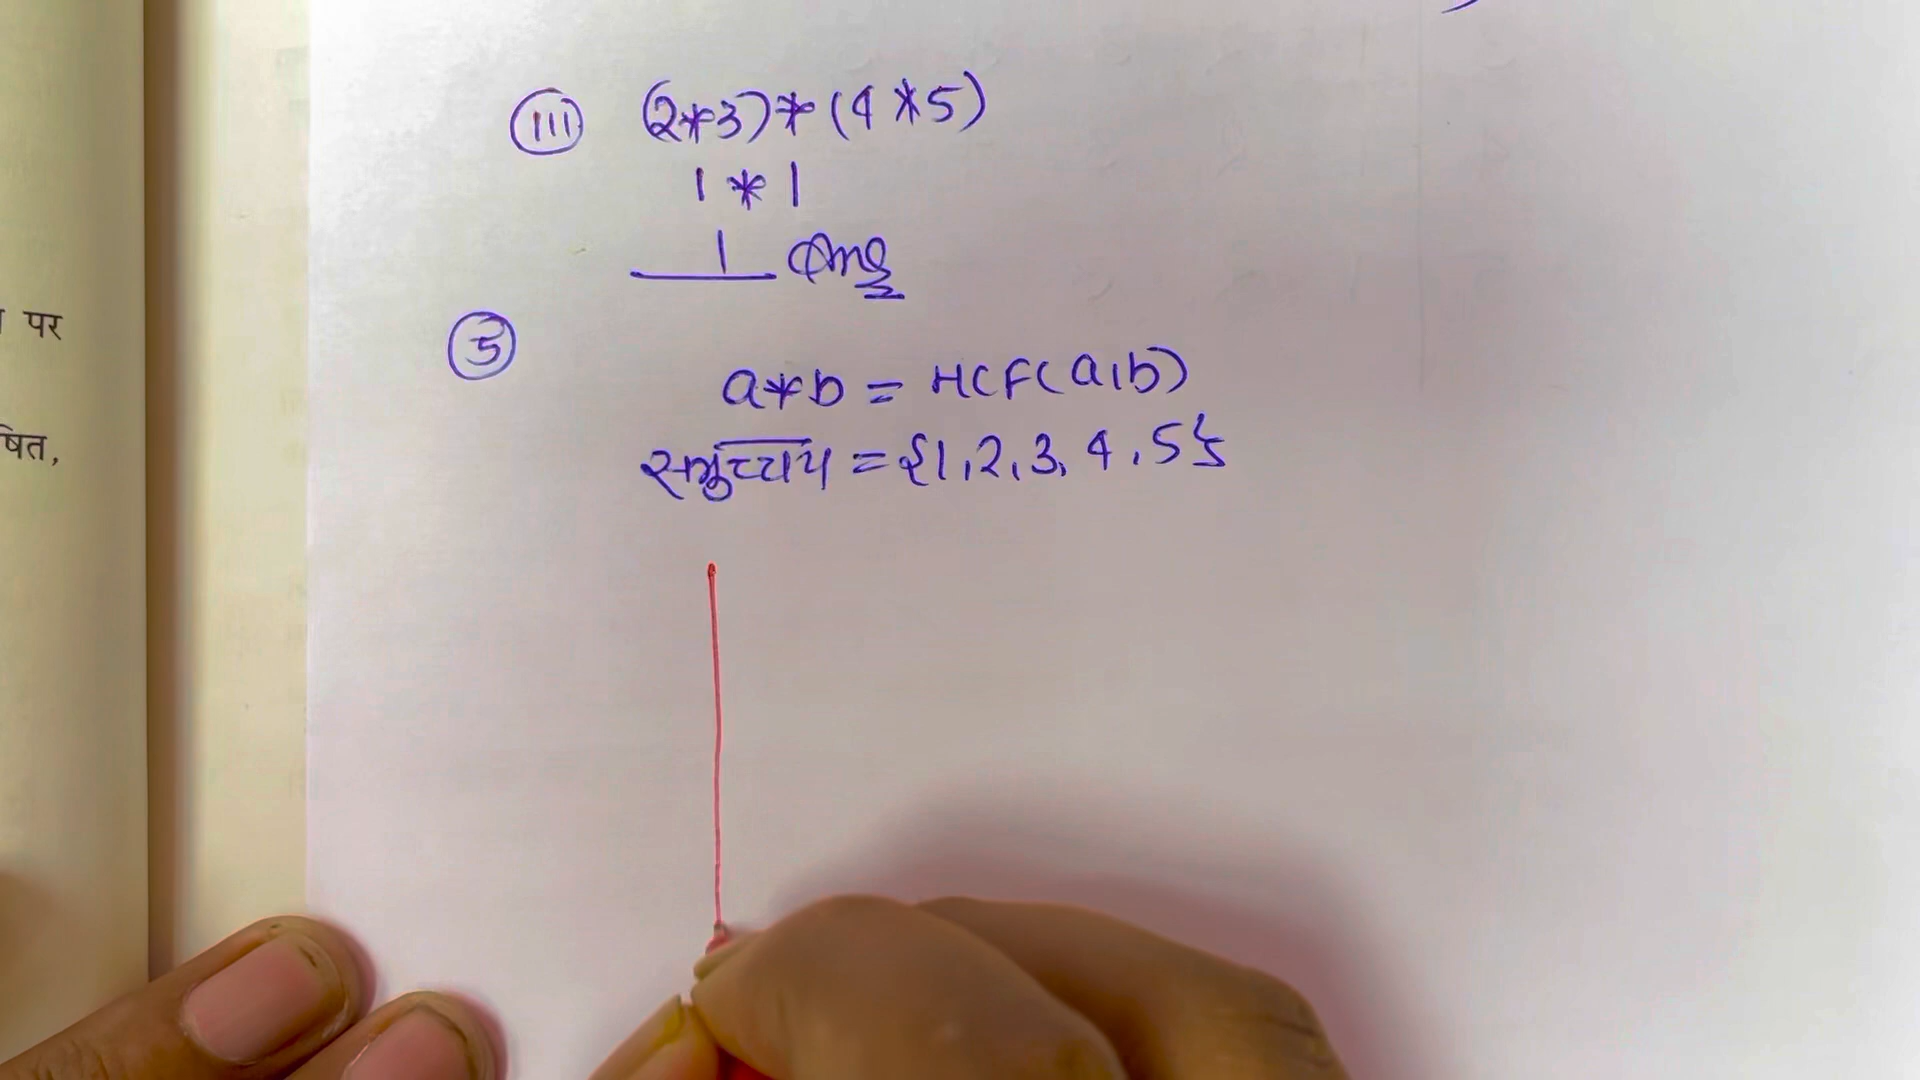 (iii) (2*3)*(4*5)
1 * 1
1 Ans
(5)
a*b = HCF(a,b)
समुच्चय = {1,2,3,4,5}
पर
षित,